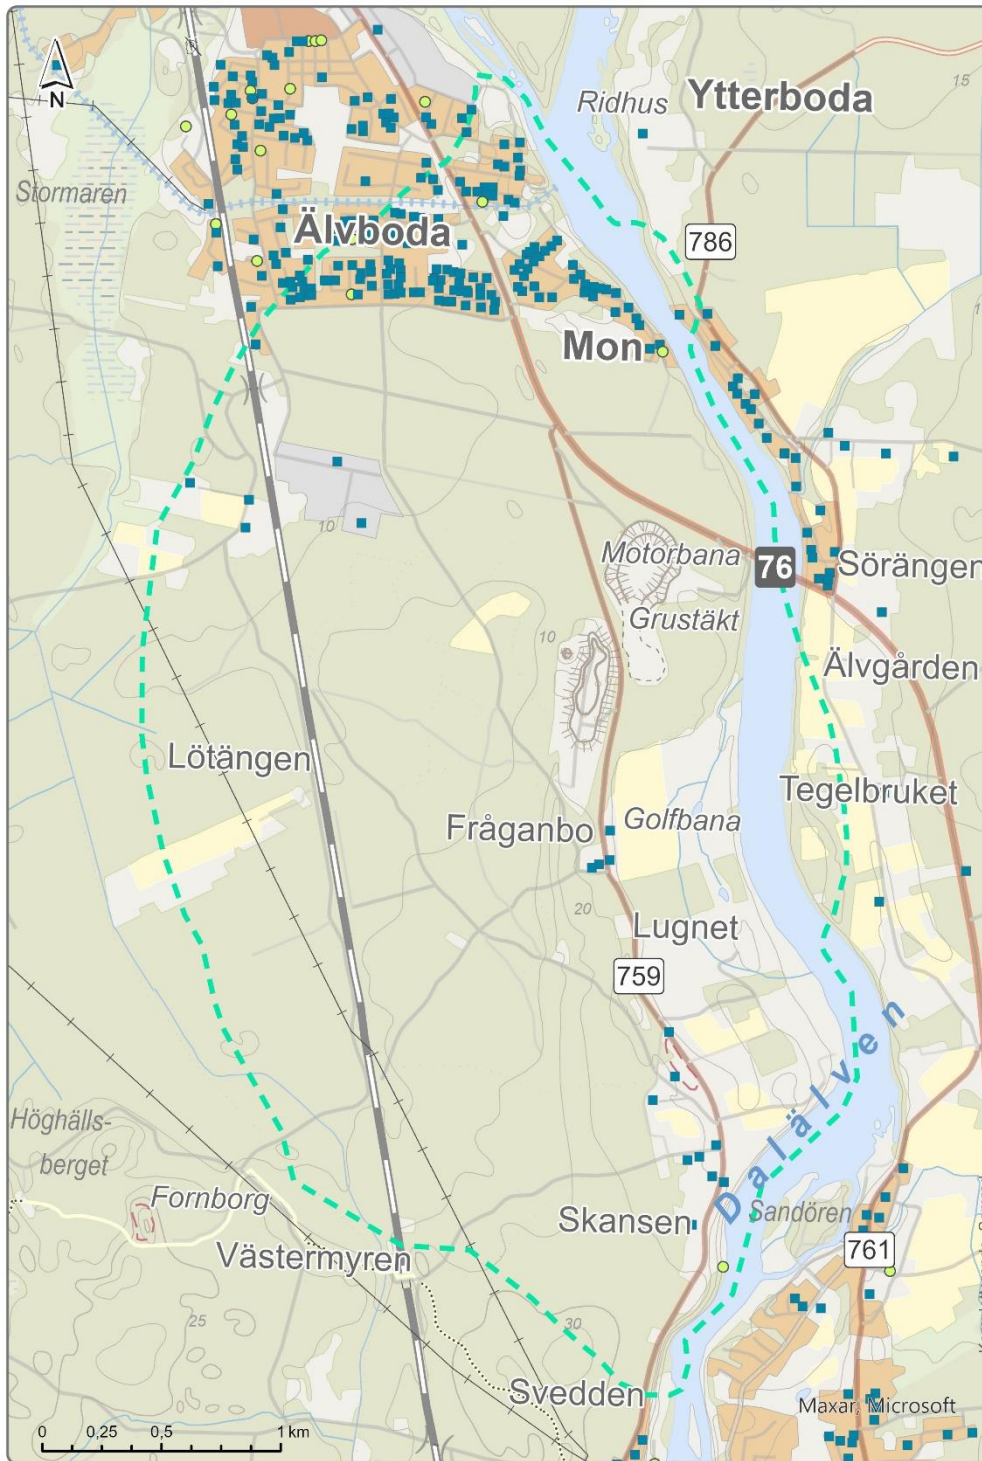 N
Ridhus
Ytterboda
15
Stormaren
Älvboda
786
Mon
10
Motorbana
76
Sörängen
Grustäkt
10
Älvgården
Lötängen
Tegelbruket
Fråganbo
Golfbana
20
Lugnet
759
Dalälven
Höghälls-
berget
Fornborg
Skansen
Sandören
Västermyren
761
25
30
Svedden
Maxar, Microsoft
0 0,25 0,5 1 km